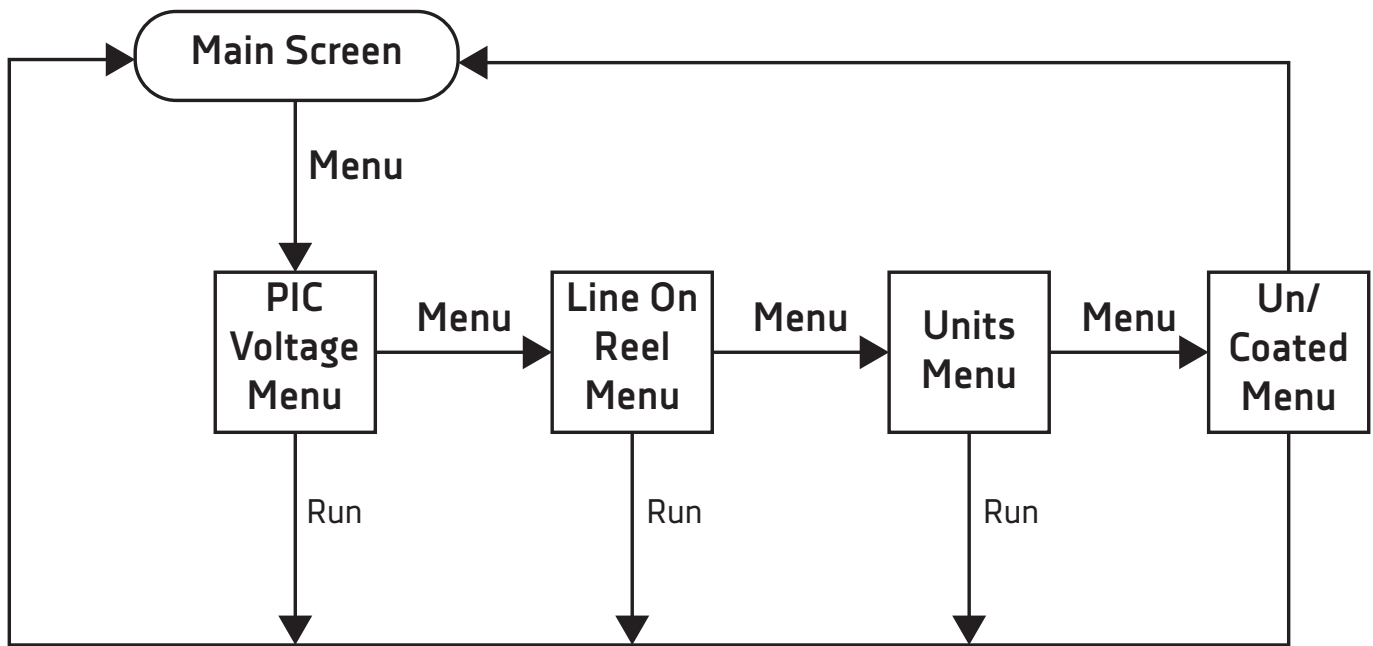 Main Screen
Menu
PIC
Voltage
Menu
Menu
Line On
Reel
Menu
Menu
Units
Menu
Menu
Un/
Coated
Menu
Run
Run
Run